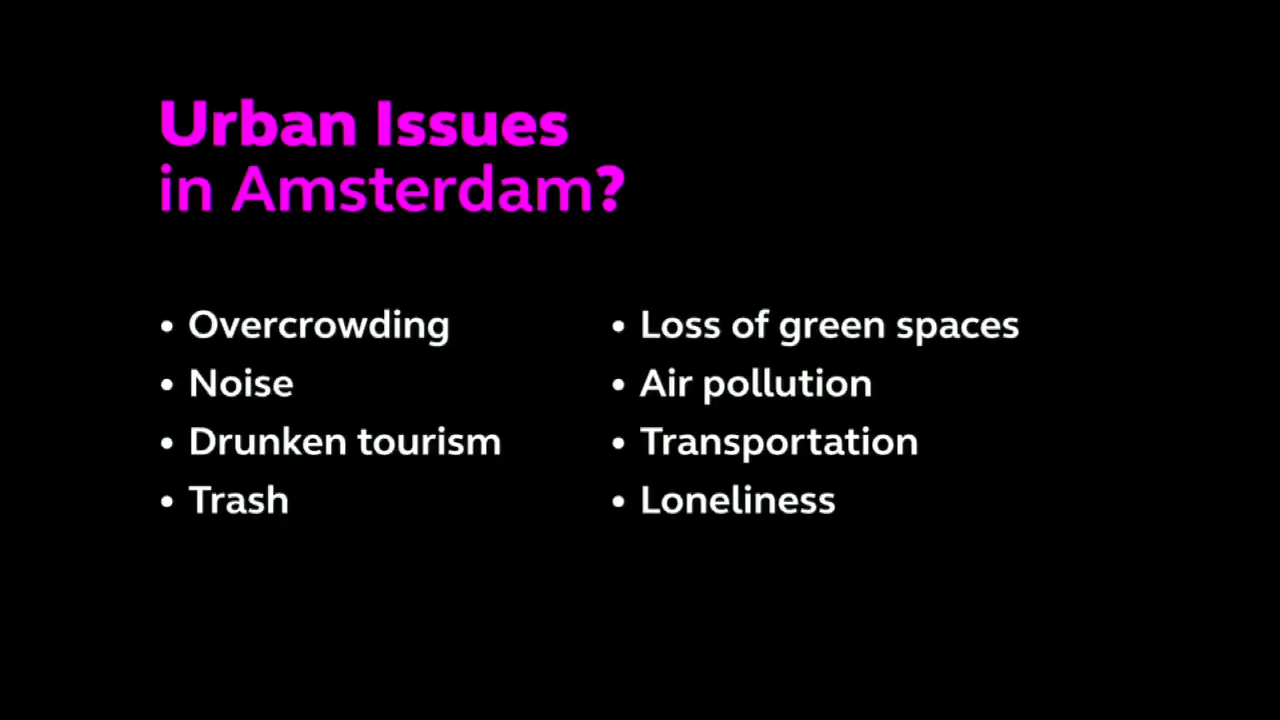 Urban Issues
in Amsterdam?
• Overcrowding
• Noise
• Drunken tourism
• Trash
• Loss of green spaces
• Air pollution
• Transportation
• Loneliness